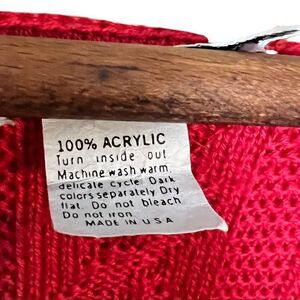 100% ACRYLIC
Turn inside out
Machine wash warm
delicate cycle Dark
colors separately Dry
flat. Do not bleach
Do not iron
MADE IN U S A